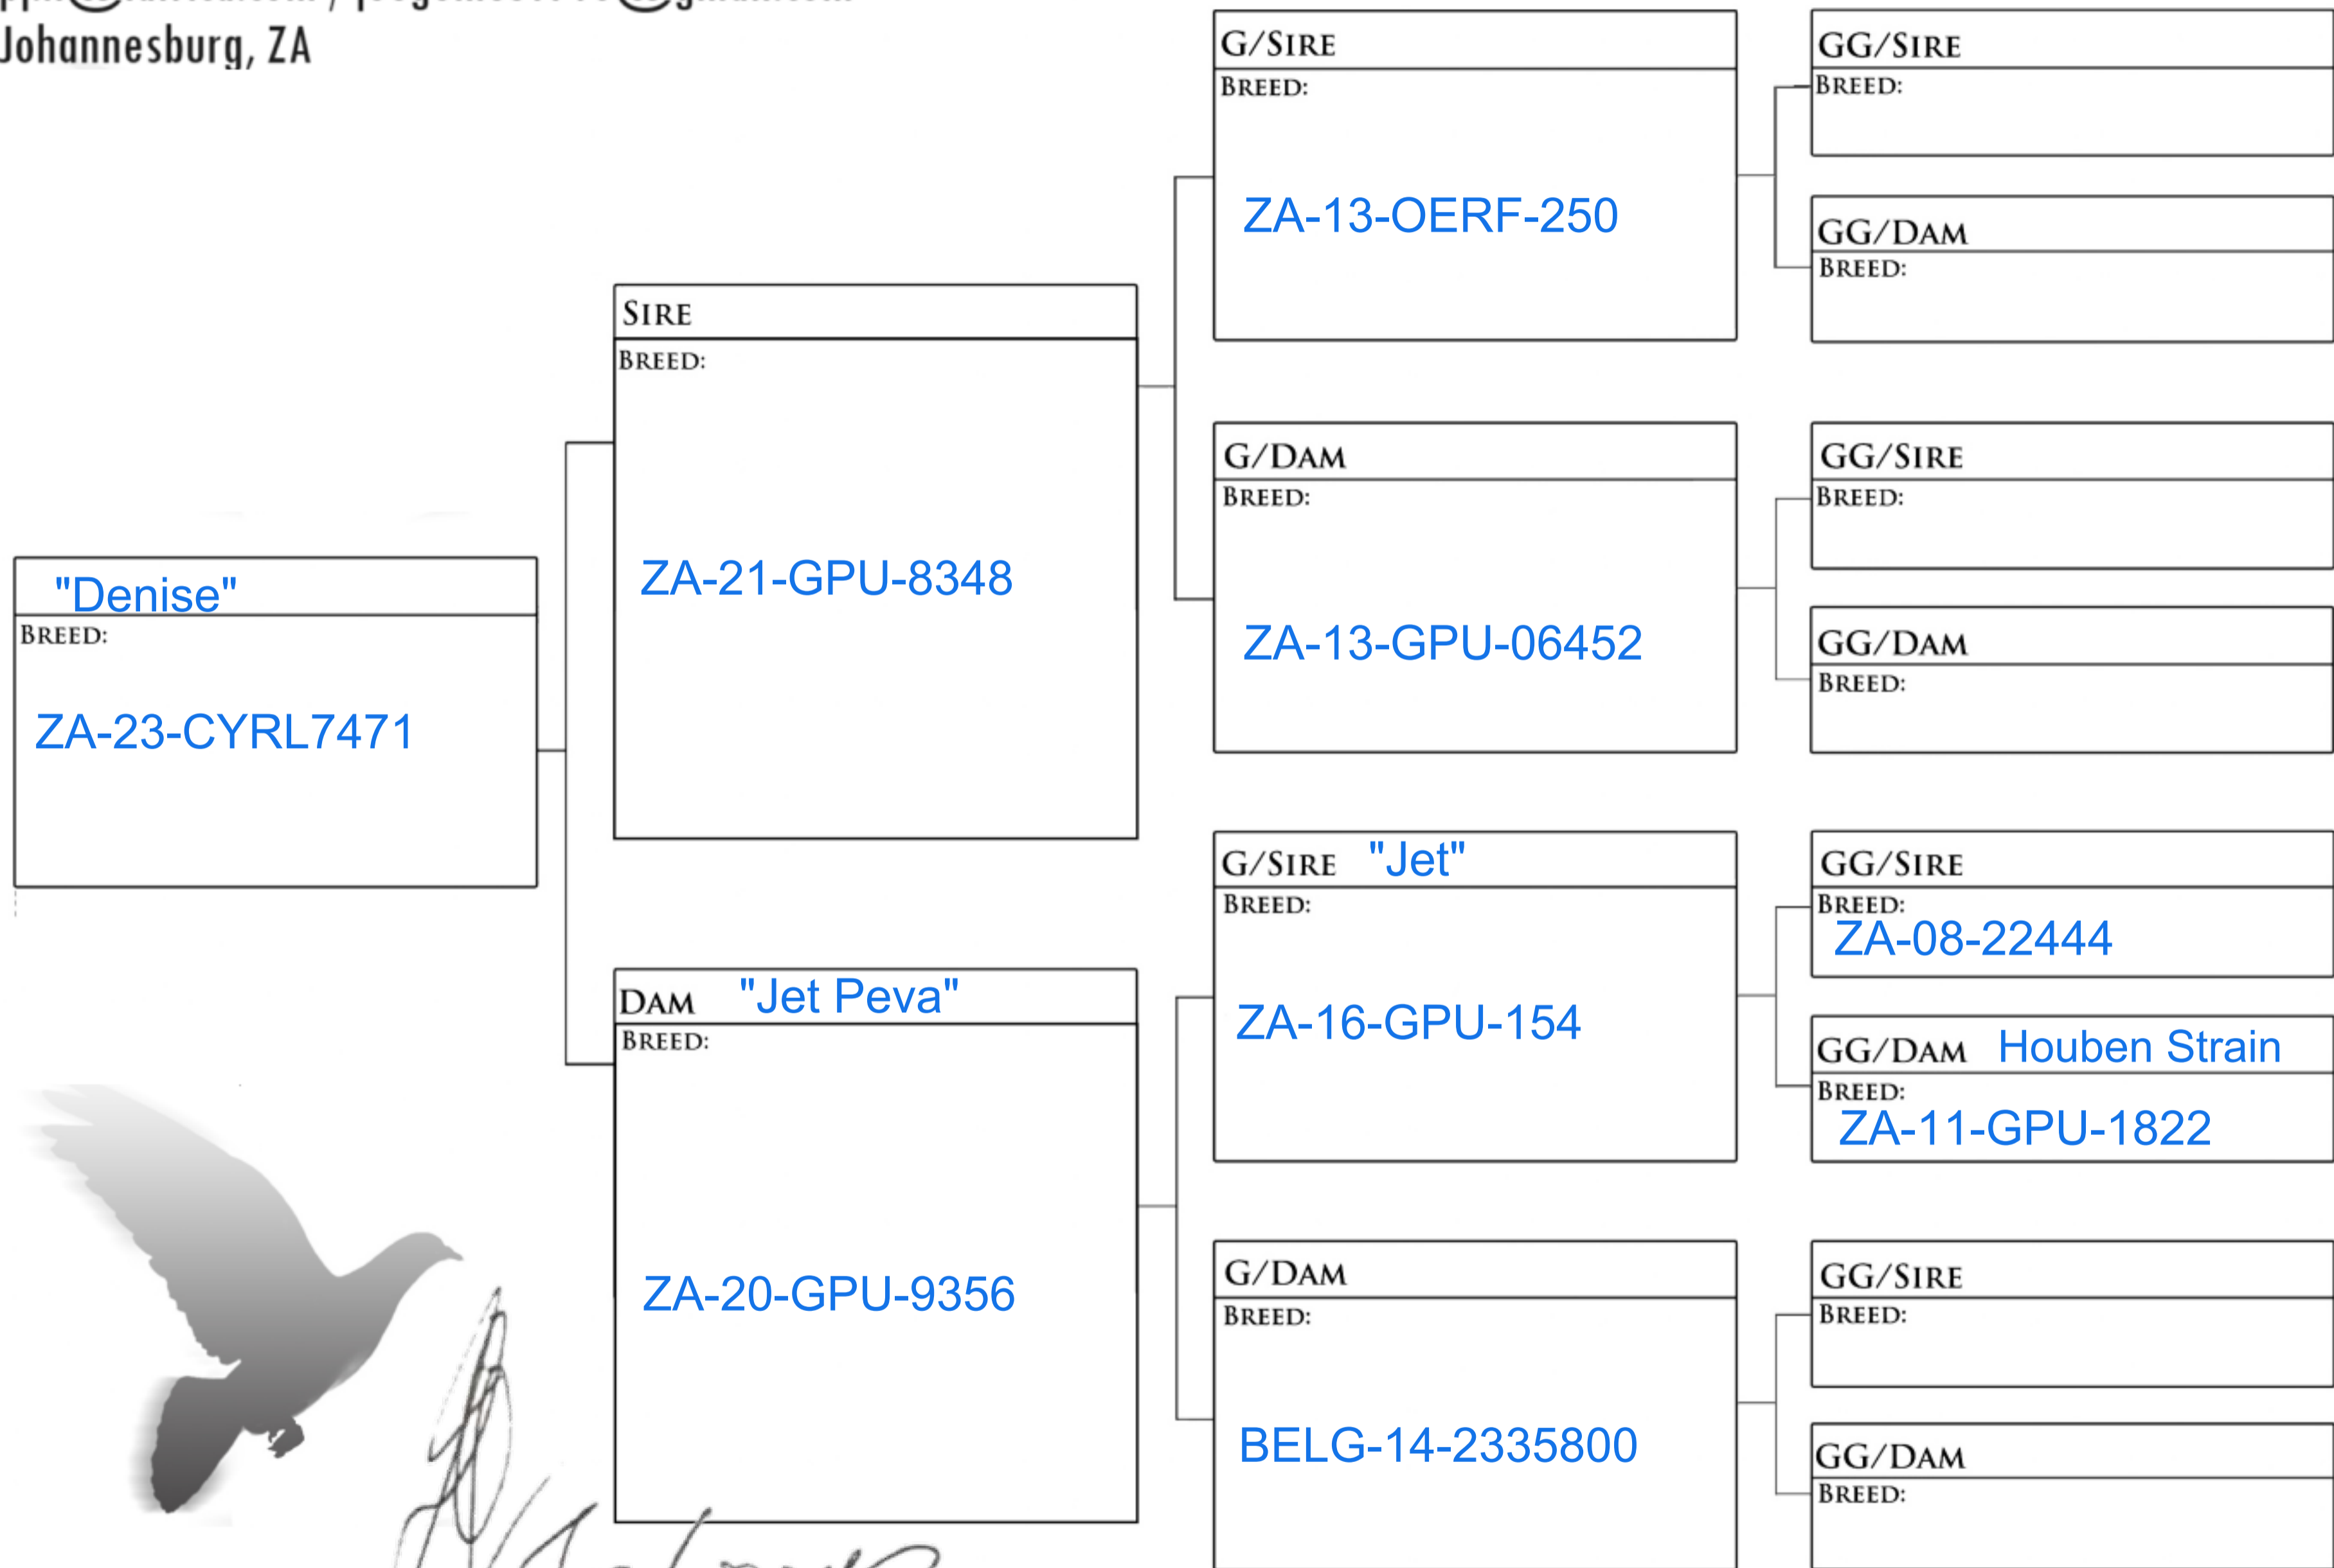 Johannesburg, ZA
"Denise"
BREED:
ZA-23-CYRL7471
SIRE
BREED:
ZA-21-GPU-8348
DAM "Jet Peva"
BREED:
ZA-20-GPU-9356
G/SIRE
BREED:
ZA-13-OERF-250
G/DAM
BREED:
ZA-13-GPU-06452
G/SIRE "Jet"
BREED:
ZA-16-GPU-154
G/DAM
BREED:
BELG-14-2335800
GG/SIRE
BREED:
GG/DAM
BREED:
GG/SIRE
BREED:
GG/DAM
BREED:
GG/SIRE
BREED:
ZA-08-22444
GG/DAM Houben Strain
BREED:
ZA-11-GPU-1822
GG/SIRE
BREED:
GG/DAM
BREED: